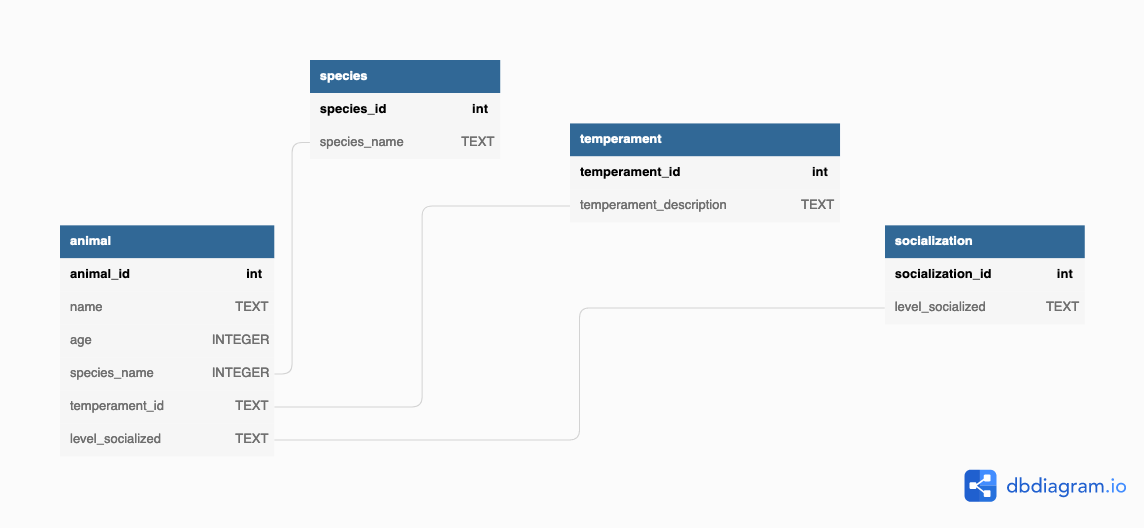 species
species_id int
species_name TEXT
temperament
temperament_id int
temperament_description TEXT
animal
animal_id int
name TEXT
age INTEGER
species_name INTEGER
temperament_id TEXT
level_socialized TEXT
socialization
socialization_id int
level_socialized TEXT
dbdiagram.io